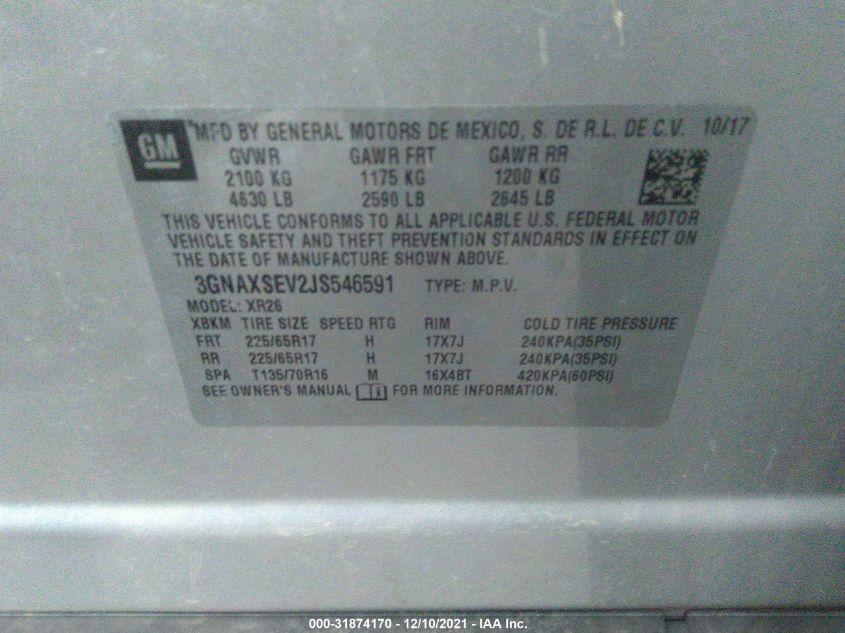 GM
*MFD BY GENERAL MOTORS DE MEXICO, S. DE R.L. DE C.V. 10/17
GVWR GAWR FRT GAWR RR
2100 KG 1175 KG 1200 KG
4630 LB 2590 LB 2645 LB
THIS VEHICLE CONFORMS TO ALL APPLICABLE U.S. FEDERAL MOTOR
VEHICLE SAFETY AND THEFT PREVENTION STANDARDS IN EFFECT ON
THE DATE OF MANUFACTURE SHOWN ABOVE.
3GNAXSEV2JS546591 TYPE: M.P.V.
MODEL: XR26
XBKM TIRE SIZE SPEED RTG RIM COLD TIRE PRESSURE
FRT 225/65R17 H 17X7J 240KPA(35PSI)
RR 225/65R17 H 17X7J 240KPA(35PSI)
SPA T135/70R16 M 16X4BT 420KPA(60PSI)
SEE OWNER'S MANUAL FOR MORE INFORMATION.
000-31874170 - 12/10/2021 - IAA Inc.